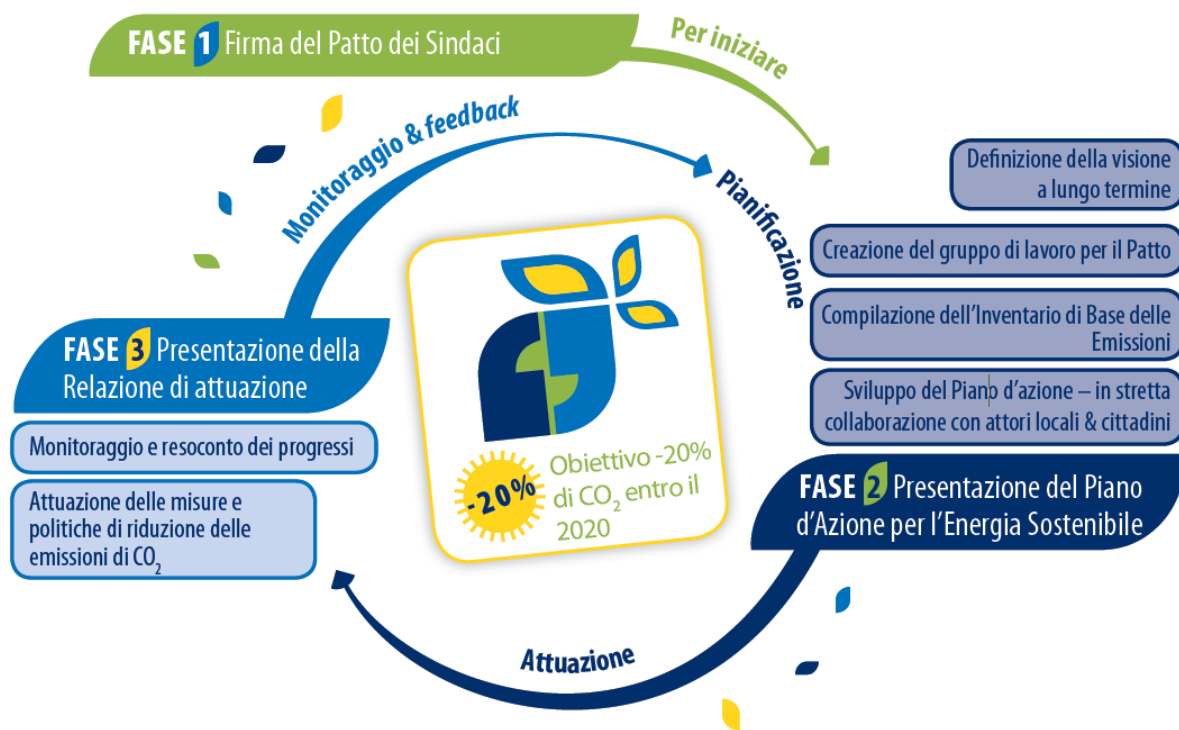 FASE 1 Firma del Patto dei Sindaci
Per iniziare
Monitoraggio & feedback
Pianificazione
Definizione della visione
a lungo termine
Creazione del gruppo di lavoro per il Patto
Compilazione dell'Inventario di Base delle
Emissioni
Sviluppo del Piano d'azione – in stretta
collaborazione con attori locali & cittadini
FASE 2 Presentazione del Piano
d'Azione per l'Energia Sostenibile
Attuazione
FASE 3 Presentazione della
Relazione di attuazione
Monitoraggio e resoconto dei progressi
Attuazione delle misure e
politiche di riduzione delle
emissioni di CO₂
-20%
Obiettivo -20%
di CO₂ entro il
2020